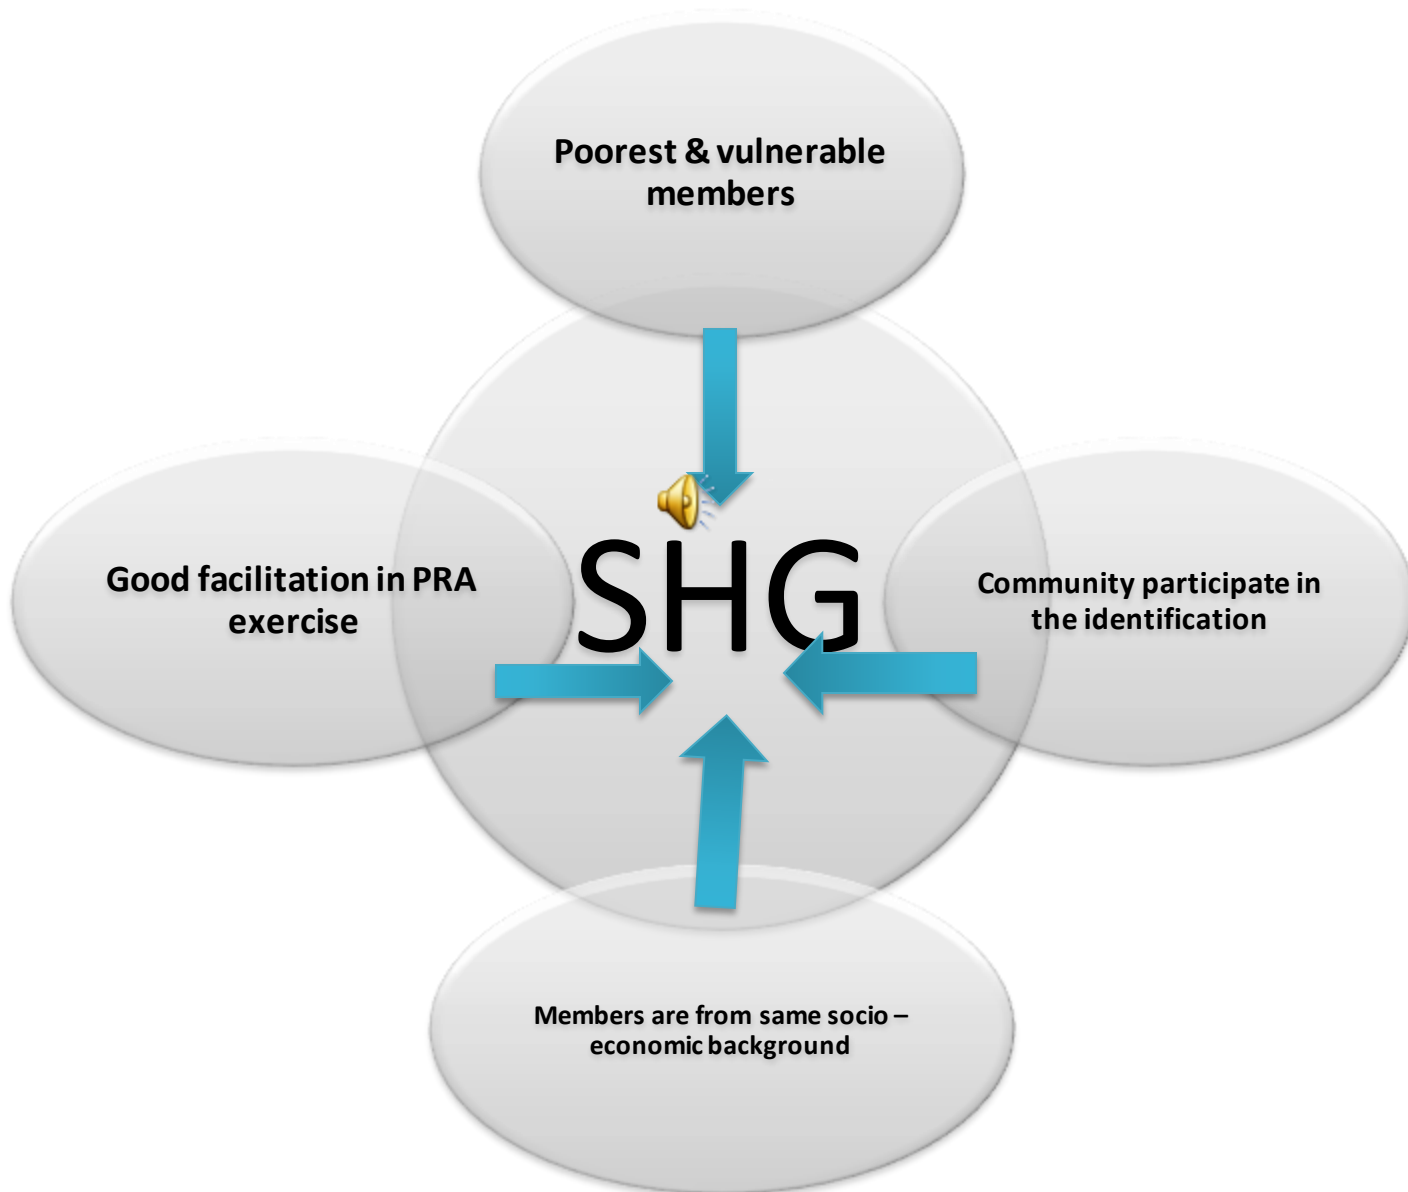 Poorest & vulnerable
members
SHG
Good facilitation in PRA
exercise
Community participate in
the identification
Members are from same socio –
economic background